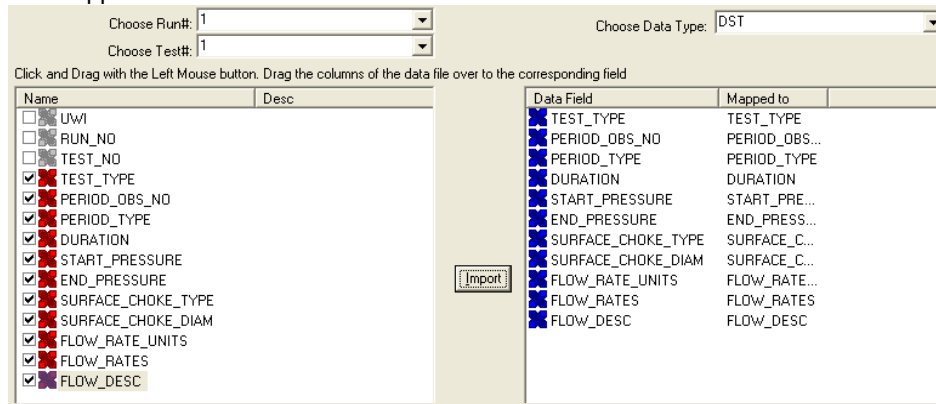 Choose Run#: 1
Choose Data Type: DST
Choose Test#: 1
Click and Drag with the Left Mouse button. Drag the columns of the data file over to the corresponding field
Name Desc
UWI
RUN_NO
TEST_NO
TEST_TYPE
PERIOD_OBS_NO
PERIOD_TYPE
DURATION
START_PRESSURE
END_PRESSURE
SURFACE_CHOKE_TYPE
SURFACE_CHOKE_DIAM
FLOW_RATE_UNITS
FLOW_RATES
FLOW_DESC
Import
Data Field Mapped to
TEST_TYPE TEST_TYPE
PERIOD_OBS_NO PERIOD_OBS...
PERIOD_TYPE PERIOD_TYPE
DURATION DURATION
START_PRESSURE START_PRE...
END_PRESSURE END_PRESS...
SURFACE_CHOKE_TYPE SURFACE_C...
SURFACE_CHOKE_DIAM SURFACE_C...
FLOW_RATE_UNITS FLOW_RATE...
FLOW_RATES FLOW_RATES
FLOW_DESC FLOW_DESC